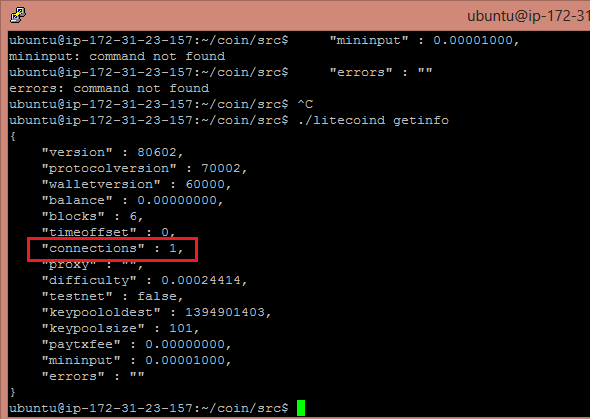 ubuntu@ip-172-31
ubuntu@ip-172-31-23-157:~/coin/src$     "mininput" : 0.00001000,
mininput: command not found
ubuntu@ip-172-31-23-157:~/coin/src$     "errors" : ""
errors: command not found
ubuntu@ip-172-31-23-157:~/coin/src$ ^C
ubuntu@ip-172-31-23-157:~/coin/src$ ./litecoind getinfo
{
    "version" : 80602,
    "protocolversion" : 70002,
    "walletversion" : 60000,
    "balance" : 0.00000000,
    "blocks" : 6,
    "timeoffset" : 0,
    "connections" : 1,
    "proxy" : "",
    "difficulty" : 0.00024414,
    "testnet" : false,
    "keypoololdest" : 1394901403,
    "keypoolsize" : 101,
    "paytxfee" : 0.00000000,
    "mininput" : 0.00001000,
    "errors" : ""
}
ubuntu@ip-172-31-23-157:~/coin/src$